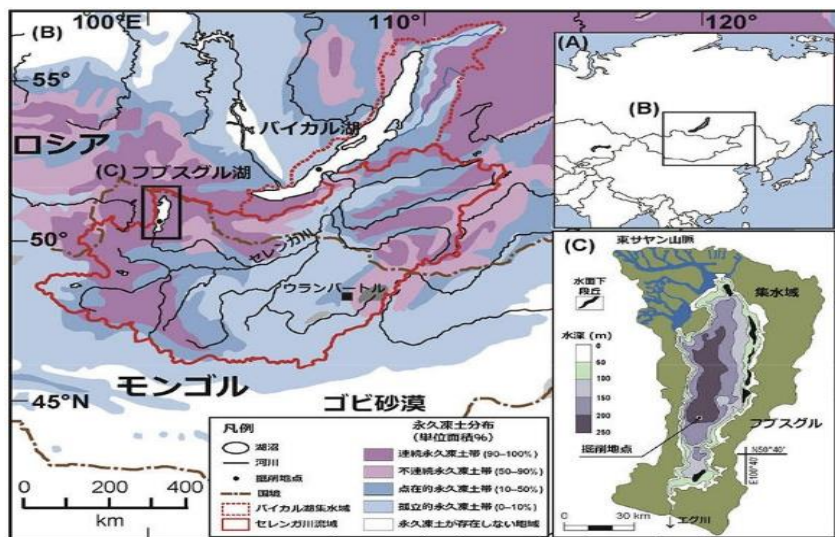 100°E
110°
120°
(B)
55°
ロシア
バイカル湖
(C) フブスグル湖
50°
セレンガ川
ウランバートル
モンゴル
ゴビ砂漠
45°N
0 100 200 300 400
km
凡例
湖沼
河川
掘削地点
国境
バイカル湖集水域
セレンガ川流域
永久凍土分布
(単位面積%)
連続永久凍土帯 (90–100%)
不連続永久凍土帯 (50–90%)
点在的永久凍土帯 (10–50%)
孤立的永久凍土帯 (0–10%)
永久凍土が存在しない地域
(A)
(B)
(C)
東サヤン山脈
水面下
段丘
集水域
水深 (m)
0
50
100
150
200
250
フブスグル
掘削地点
N50°40'
E100°40'
0 30 km
エグ川